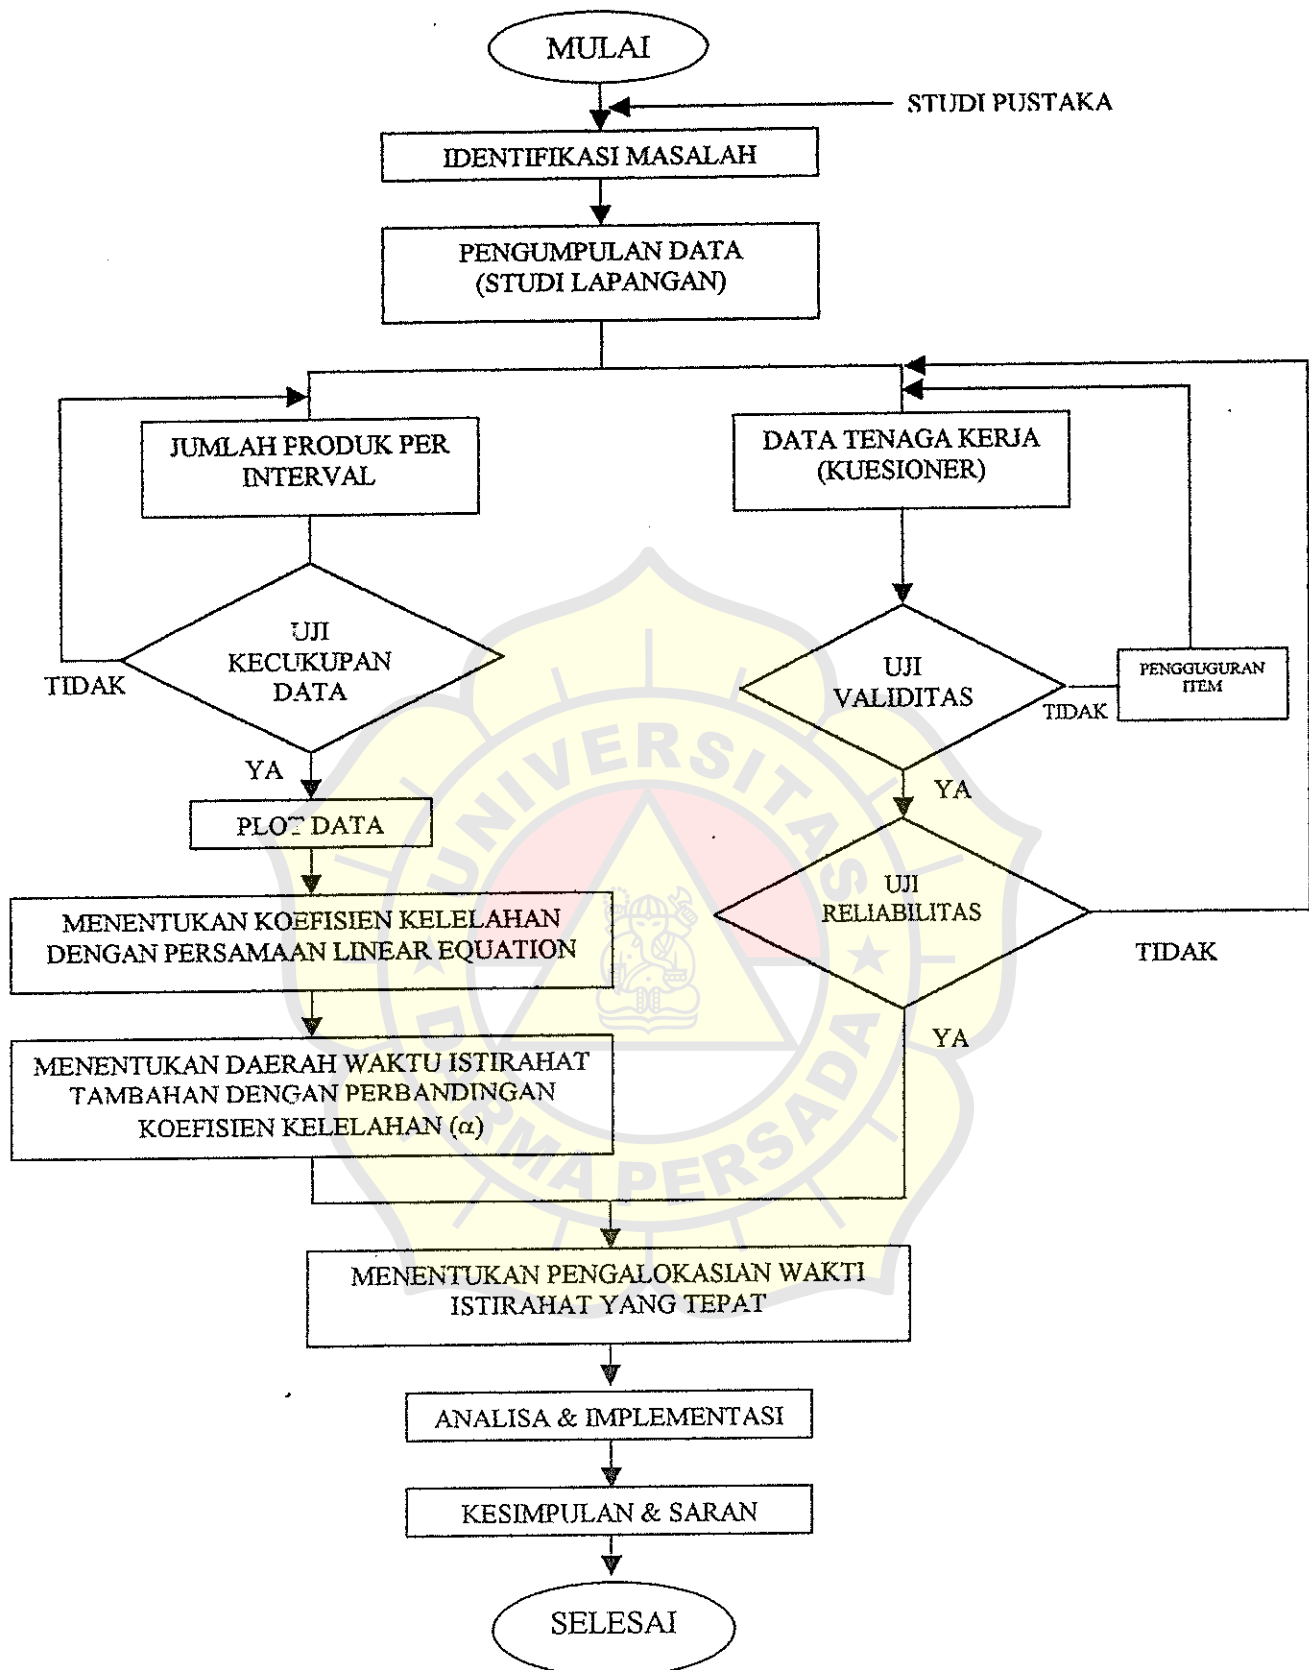 MULAI
STUDI PUSTAKA
IDENTIFIKASI MASALAH
PENGUMPULAN DATA
(STUDI LAPANGAN)
JUMLAH PRODUK PER
INTERVAL
DATA TENAGA KERJA
(KUESIONER)
UJI
KECUKUPAN
DATA
TIDAK
YA
UJI
VALIDITAS
TIDAK
PENGGUGURAN
ITEM
YA
PLOT DATA
UJI
RELIABILITAS
TIDAK
YA
MENENTUKAN KOEFISIEN KELELAHAN
DENGAN PERSAMAAN LINEAR EQUATION
MENENTUKAN DAERAH WAKTU ISTIRAHAT
TAMBAHAN DENGAN PERBANDINGAN
KOEFISIEN KELELAHAN (α)
MENENTUKAN PENGALOKASIAN WAKTI
ISTIRAHAT YANG TEPAT
ANALISA & IMPLEMENTASI
KESIMPULAN & SARAN
SELESAI
UNIVERSITAS
DARMA PERSADA